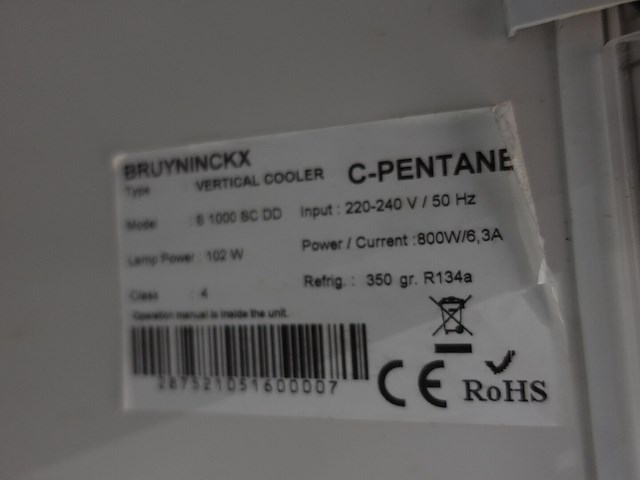 BRUYNINCKX
Type : VERTICAL COOLER C-PENTANE
Model : S 1000 SC DD Input : 220-240 V / 50 Hz
Lamp Power : 102 W Power / Current :800W/6,3A
Class : 4 Refrig. : 350 gr. R134a
Operation manual is inside the unit.
287521051600007
CE RoHS